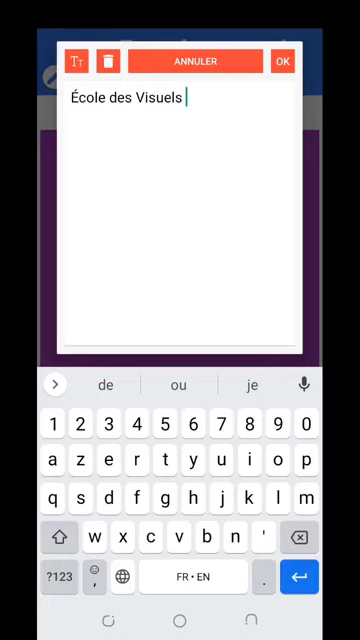 TT
ANNULER
OK
École des Visuels
de
ou
je
1 2 3 4 5 6 7 8 9 0
a z e r t y u i o p
q s d f g h j k l m
w x c v b n '
?123 , FR • EN .